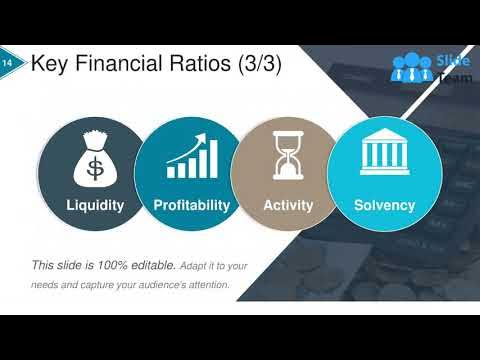 14
Key Financial Ratios (3/3)
Slide
Team
$
Liquidity
Profitability
Activity
Solvency
This slide is 100% editable. Adapt it to your
needs and capture your audience's attention.